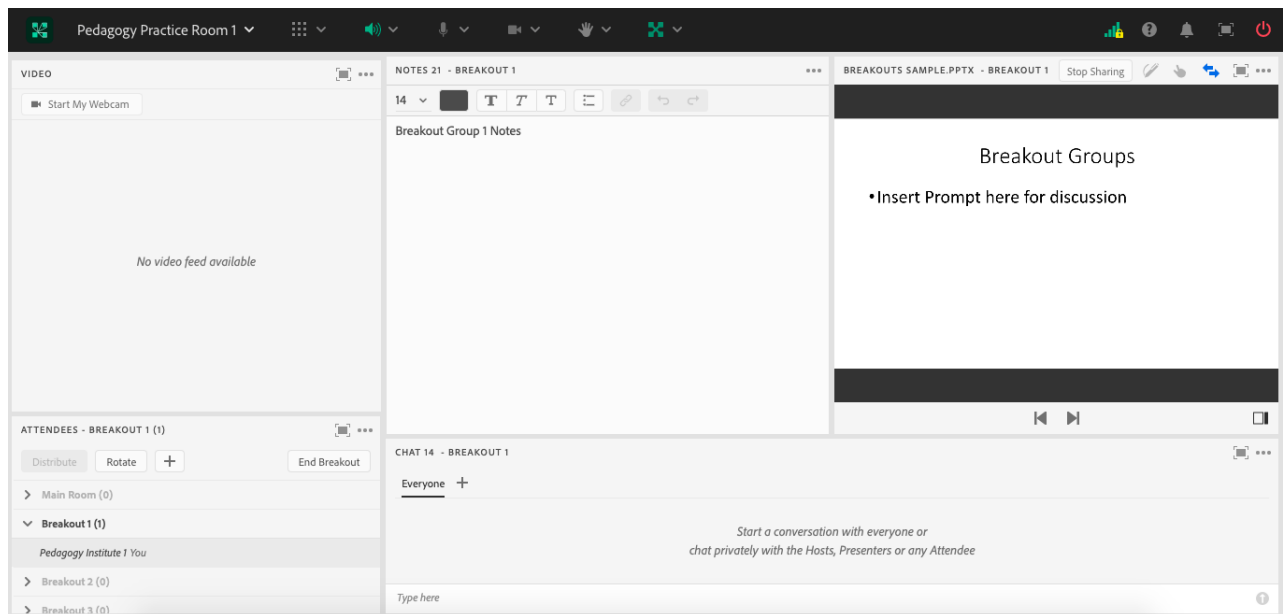 Pedagogy Practice Room 1
VIDEO
Start My Webcam
No video feed available
ATTENDEES - BREAKOUT 1 (1)
Distribute Rotate + End Breakout
Main Room (0)
Breakout 1 (1)
Pedagogy Institute 1 You
Breakout 2 (0)
Breakout 3 (0)
NOTES 21 - BREAKOUT 1
14 T T T
Breakout Group 1 Notes
BREAKOUTS SAMPLE.PPTX - BREAKOUT 1 Stop Sharing
Breakout Groups
•Insert Prompt here for discussion
CHAT 14 - BREAKOUT 1
Everyone +
Start a conversation with everyone or
chat privately with the Hosts, Presenters or any Attendee
Type here